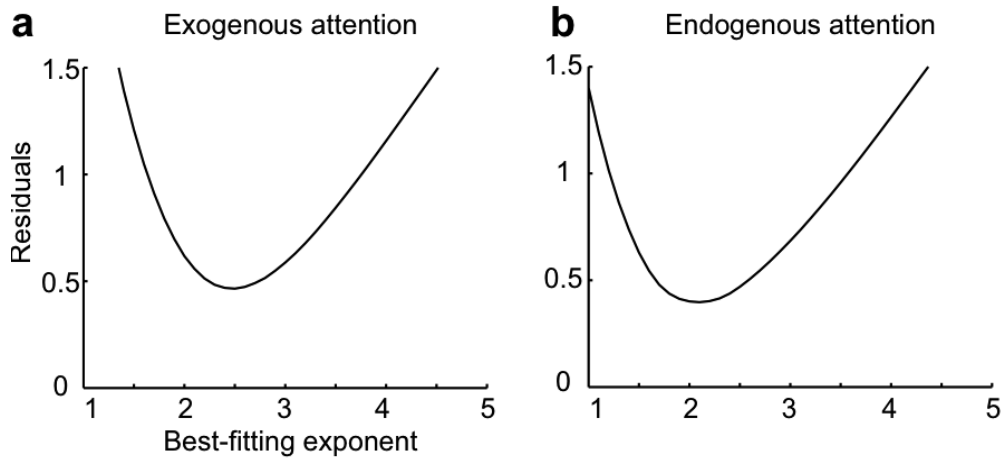 a Exogenous attention
1.5
1
0.5
0
Residuals
1 2 3 4 5
Best-fitting exponent
b Endogenous attention
1.5
1
0.5
0
1 2 3 4 5